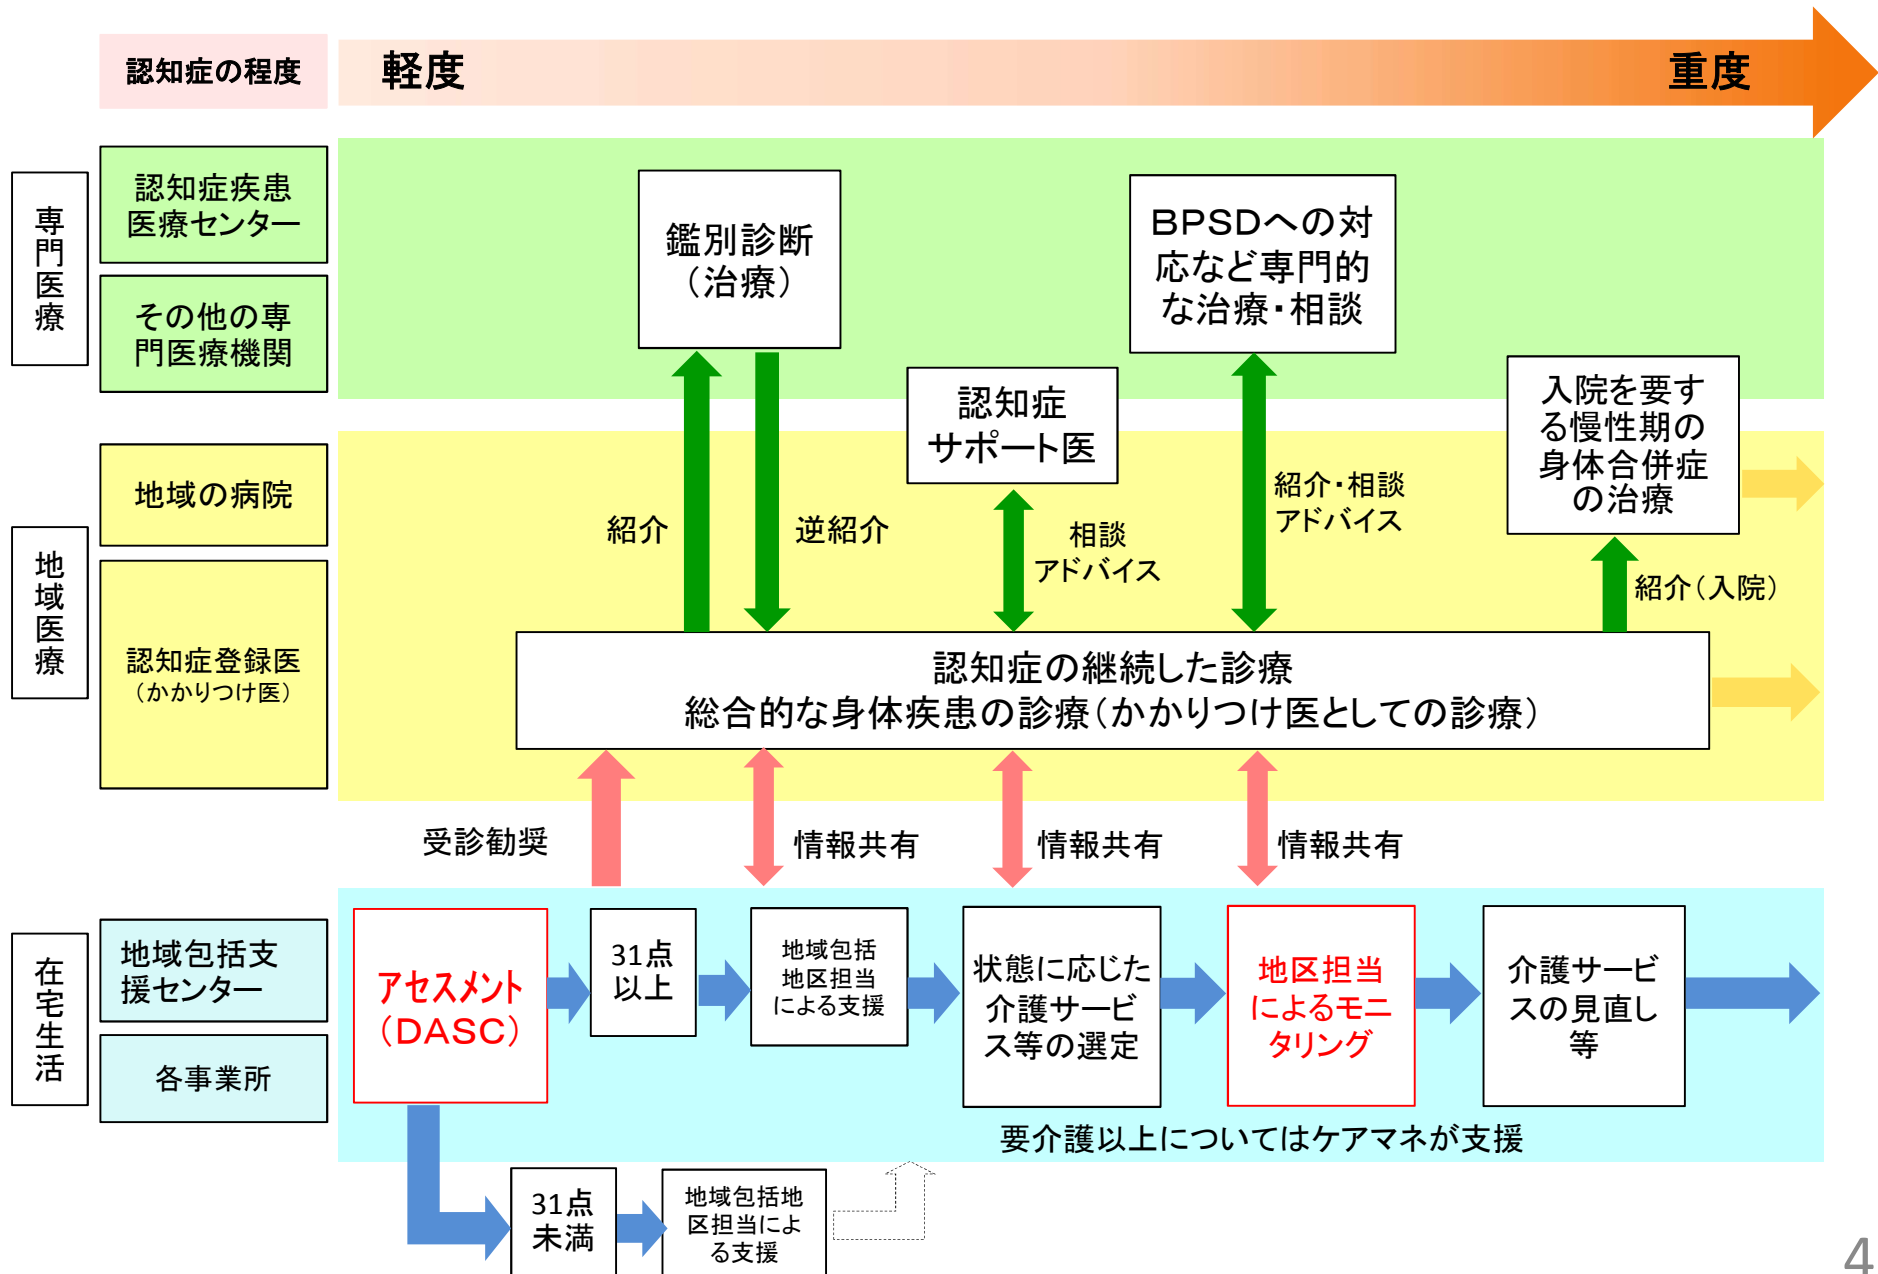 認知症の程度
軽度
重度
専門医療
認知症疾患
医療センター
その他の専
門医療機関
鑑別診断
(治療)
BPSDへの対
応など専門的
な治療・相談
認知症
サポート医
入院を要す
る慢性期の
身体合併症
の治療
地域医療
地域の病院
認知症登録医
(かかりつけ医)
紹介
逆紹介
相談
アドバイス
紹介・相談
アドバイス
紹介(入院)
認知症の継続した診療
総合的な身体疾患の診療(かかりつけ医としての診療)
受診勧奨
情報共有
情報共有
情報共有
在宅生活
地域包括支
援センター
各事業所
アセスメント
(DASC)
31点
以上
地域包括
地区担当
による支援
状態に応じた
介護サービ
ス等の選定
地区担当
によるモニ
タリング
介護サービ
スの見直し
等
要介護以上についてはケアマネが支援
31点
未満
地域包括地
区担当によ
る支援
4